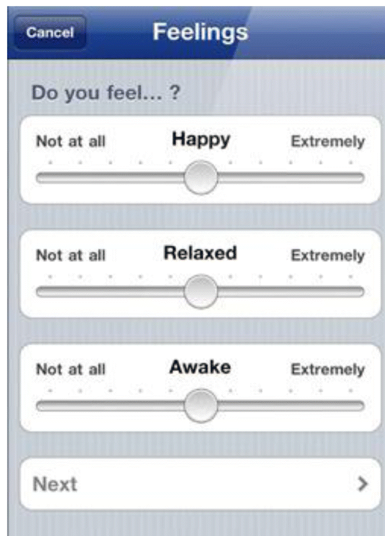 Cancel Feelings
Do you feel... ?
Not at all Happy Extremely
Not at all Relaxed Extremely
Not at all Awake Extremely
Next